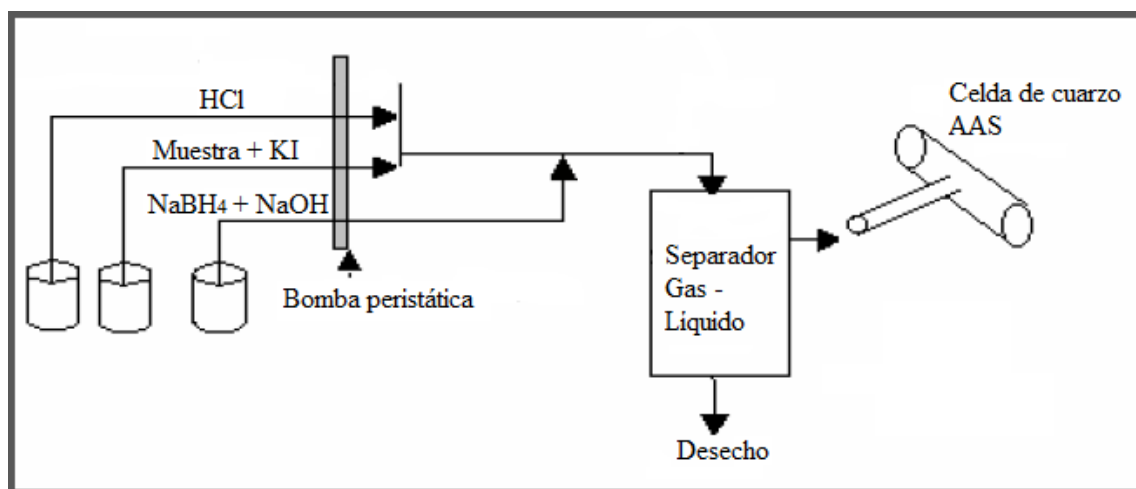 HCl
Muestra + KI
NaBH4 + NaOH
Bomba peristática
Separador
Gas -
Líquido
Desecho
Celda de cuarzo
AAS